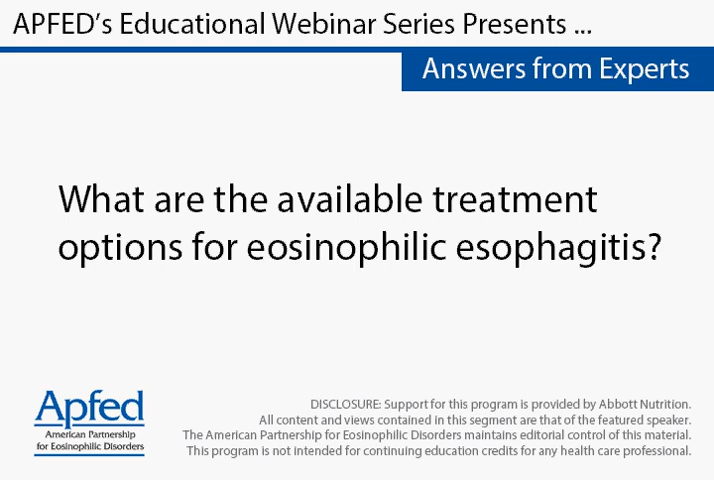 APFED's Educational Webinar Series Presents ...
Answers from Experts
What are the available treatment
options for eosinophilic esophagitis?
Apfed
American Partnership
for Eosinophilic Disorders
DISCLOSURE: Support for this program is provided by Abbott Nutrition.
All content and views contained in this segment are that of the featured speaker.
The American Partnership for Eosinophilic Disorders maintains editorial control of this material.
This program is not intended for continuing education credits for any health care professional.